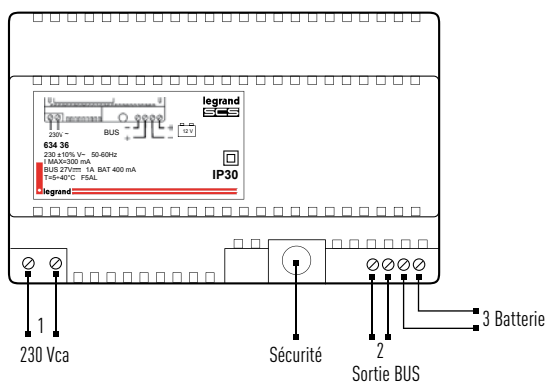 legrand
SCS
230V ~
BUS
- +
- +
12 V
634 36
230 ±10% V~ 50-60Hz
I MAX=300 mA
BUS 27V⎓ 1A BAT 400 mA
T=5÷40°C F5AL
IP30
legrand
1
230 Vca
Sécurité
2
Sortie BUS
3 Batterie